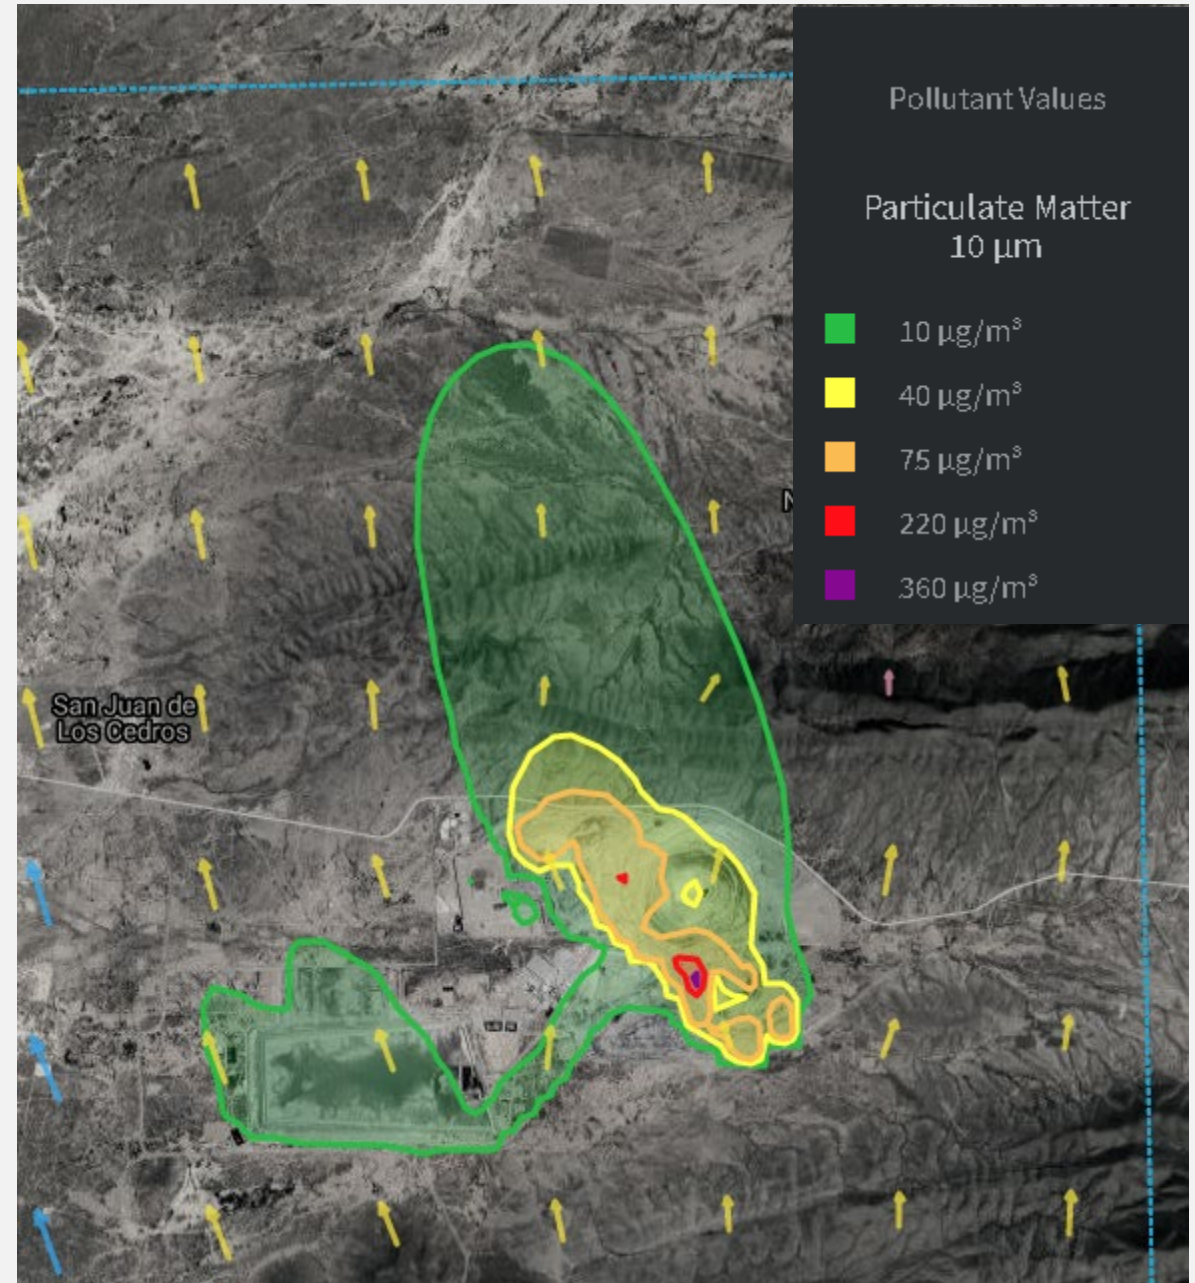 Pollutant Values
Particulate Matter
10 μm
10 μg/m³
40 μg/m³
75 μg/m³
220 μg/m³
360 μg/m³
N
San Juan de
Los Cedros